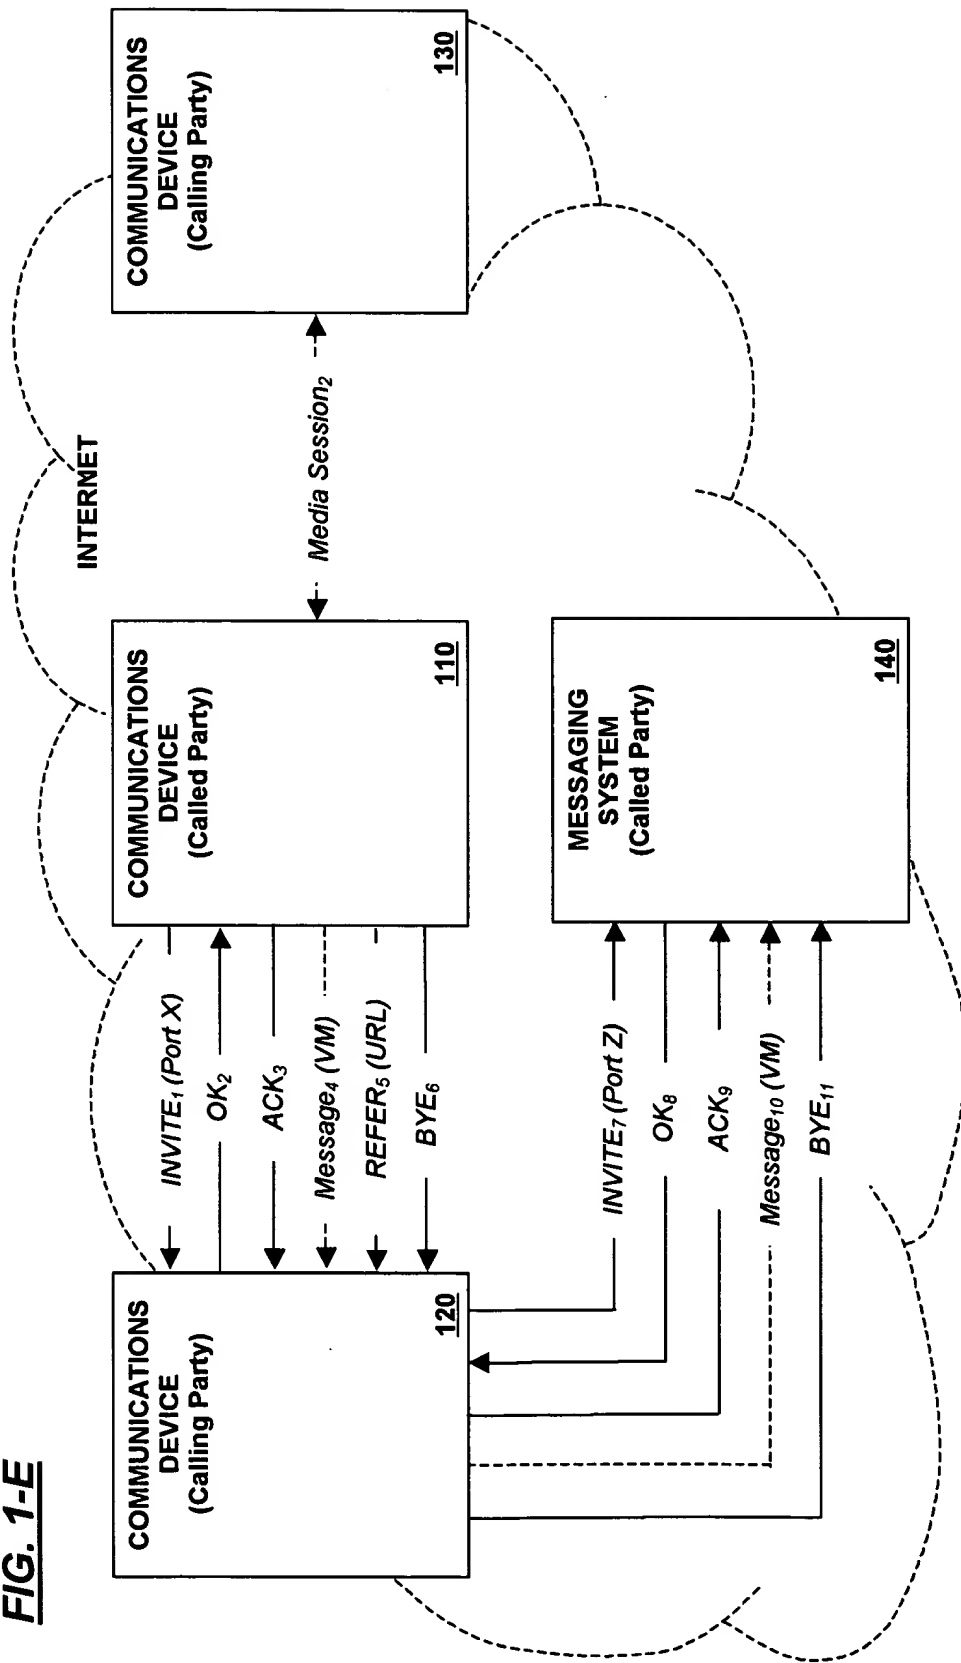 FIG. 1-E
INTERNET
COMMUNICATIONS
DEVICE
(Calling Party)
120
INVITE1 (Port X)
OK2
ACK3
Message4 (VM)
REFER5 (URL)
BYE6
COMMUNICATIONS
DEVICE
(Called Party)
110
Media Session2
COMMUNICATIONS
DEVICE
(Calling Party)
130
INVITE7 (Port Z)
OK8
ACK9
Message10 (VM)
BYE11
MESSAGING
SYSTEM
(Called Party)
140